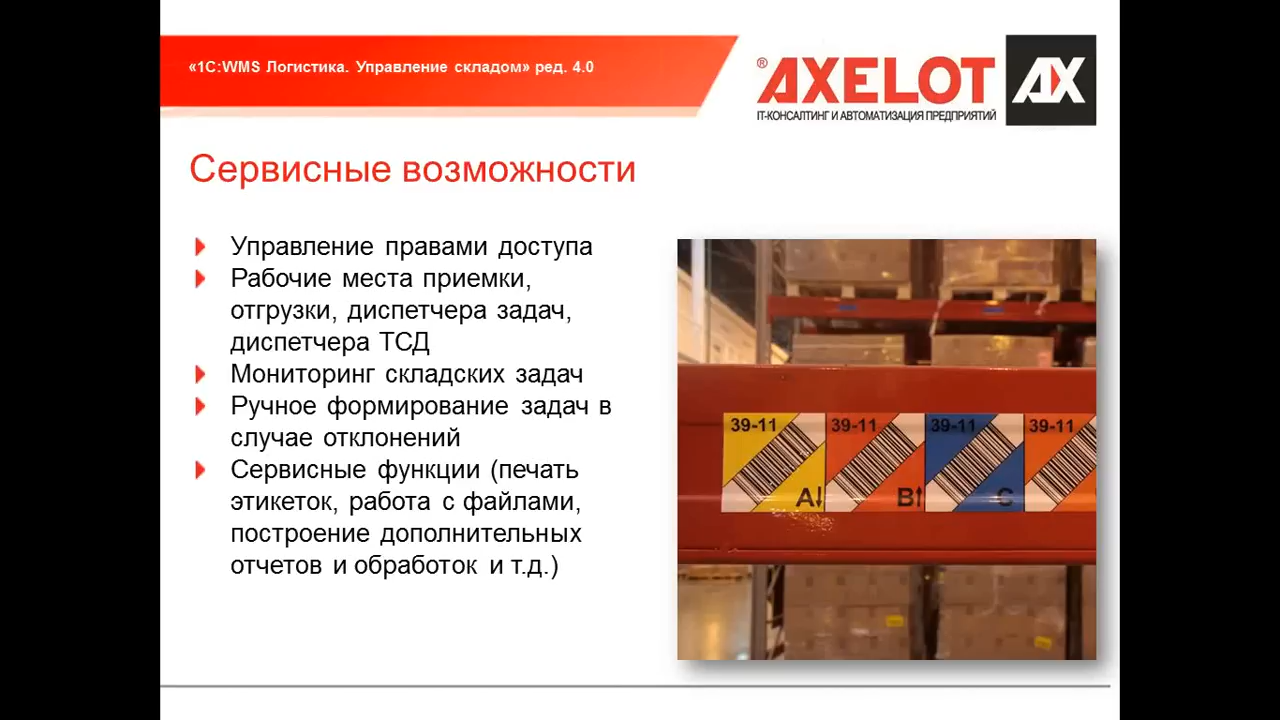 «1С:WMS Логистика. Управление складом» ред. 4.0
®AXELOT AX
IT-КОНСАЛТИНГ И АВТОМАТИЗАЦИЯ ПРЕДПРИЯТИЙ
Сервисные возможности
Управление правами доступа
Рабочие места приемки,
отгрузки, диспетчера задач,
диспетчера ТСД
Мониторинг складских задач
Ручное формирование задач в
случае отклонений
Сервисные функции (печать
этикеток, работа с файлами,
построение дополнительных
отчетов и обработок и т.д.)
39-11 39-11 39-11 39-11
A↓ B↑ C